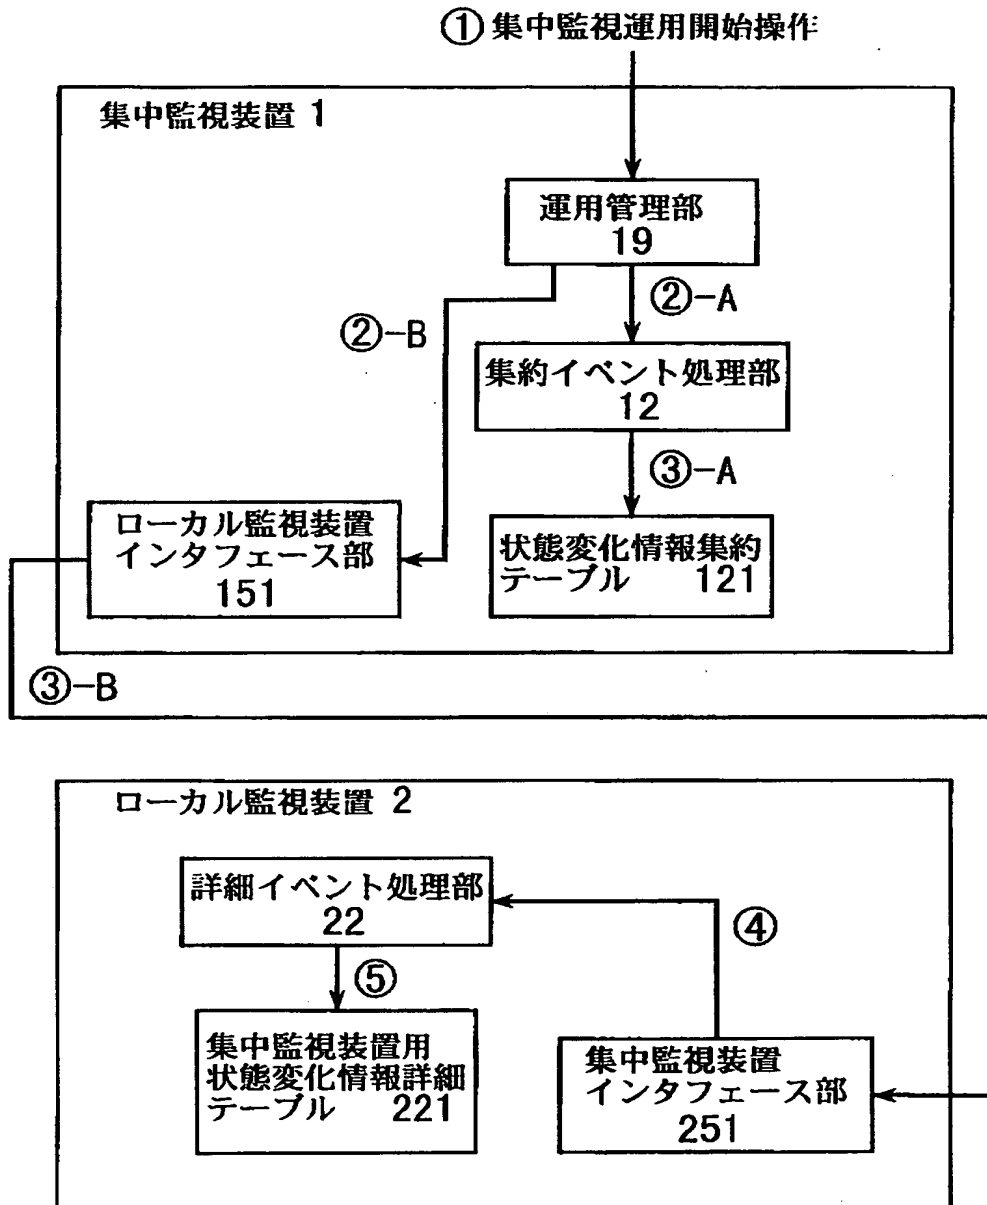 ①集中監視運用開始操作
集中監視装置 1
運用管理部
19
②-A
②-B
集約イベント処理部
12
③-A
ローカル監視装置
インタフェース部
151
状態変化情報集約
テーブル 121
③-B
ローカル監視装置 2
詳細イベント処理部
22
④
⑤
集中監視装置用
状態変化情報詳細
テーブル 221
集中監視装置
インタフェース部
251